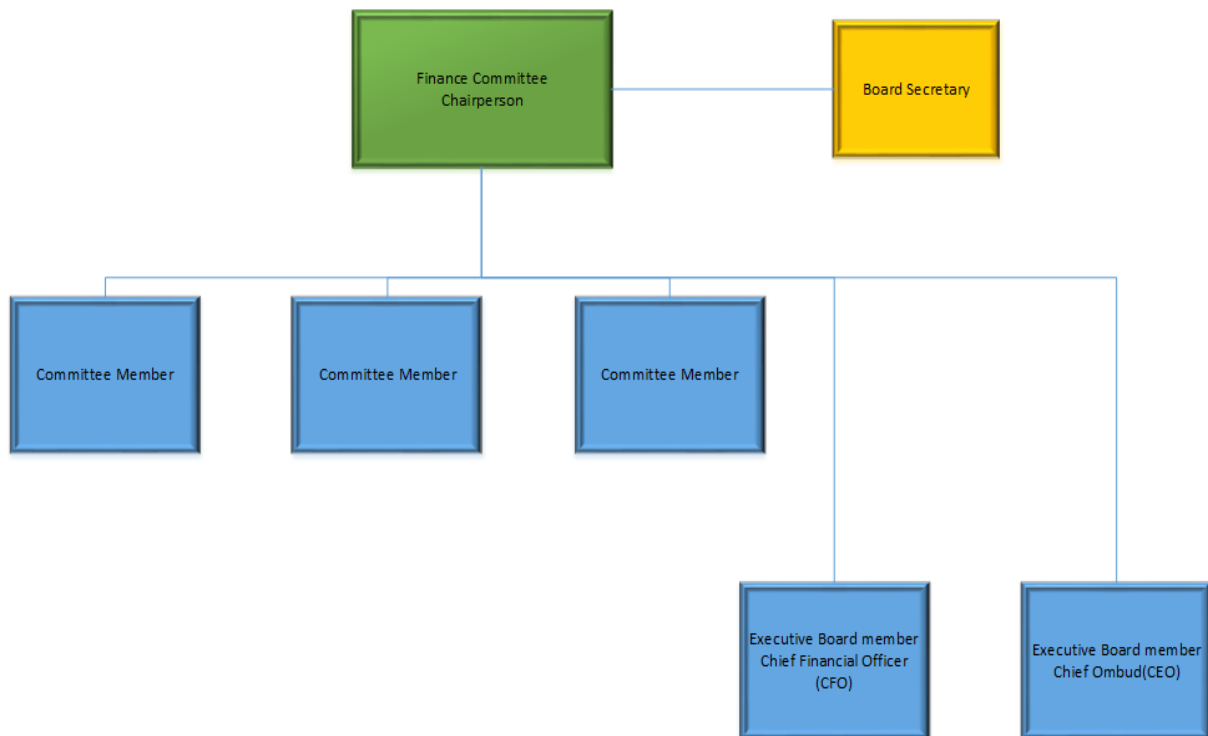 Finance Committee
Chairperson
Board Secretary
Committee Member
Committee Member
Committee Member
Executive Board member
Chief Financial Officer
(CFO)
Executive Board member
Chief Ombud(CEO)